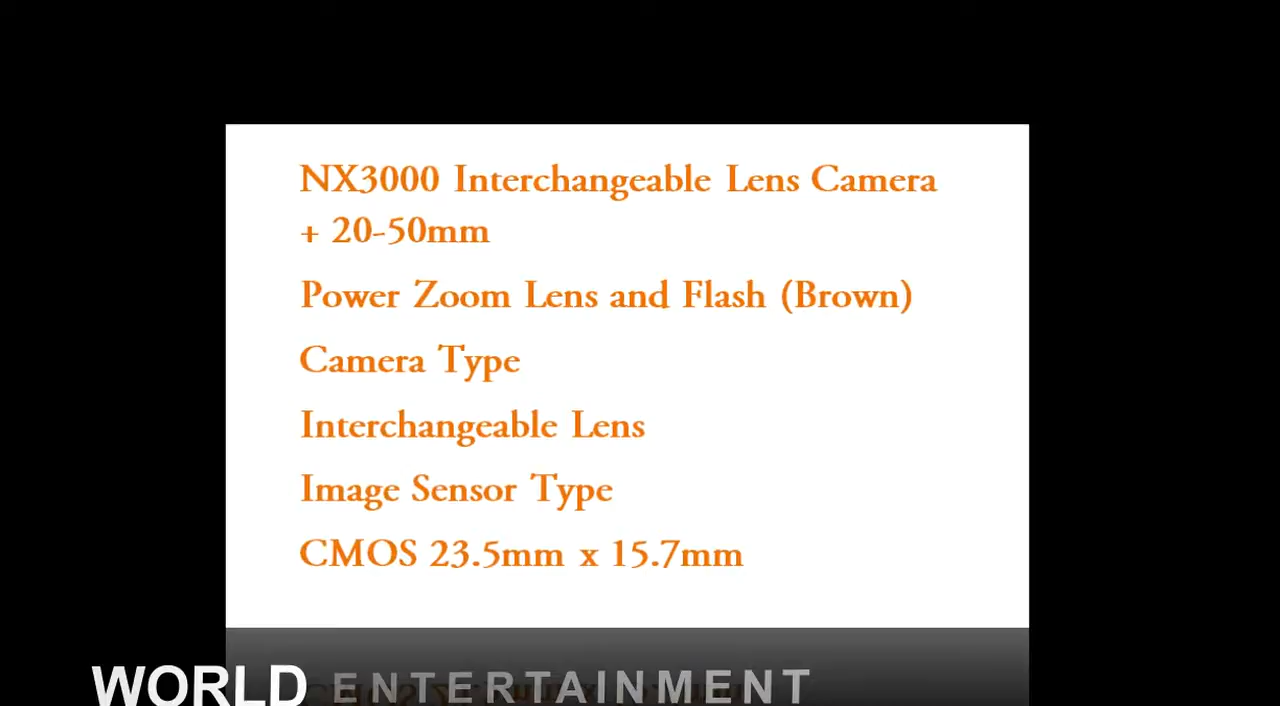 NX3000 Interchangeable Lens Camera
+ 20-50mm
Power Zoom Lens and Flash (Brown)
Camera Type
Interchangeable Lens
Image Sensor Type
CMOS 23.5mm x 15.7mm
WORLD ENTERTAINMENT